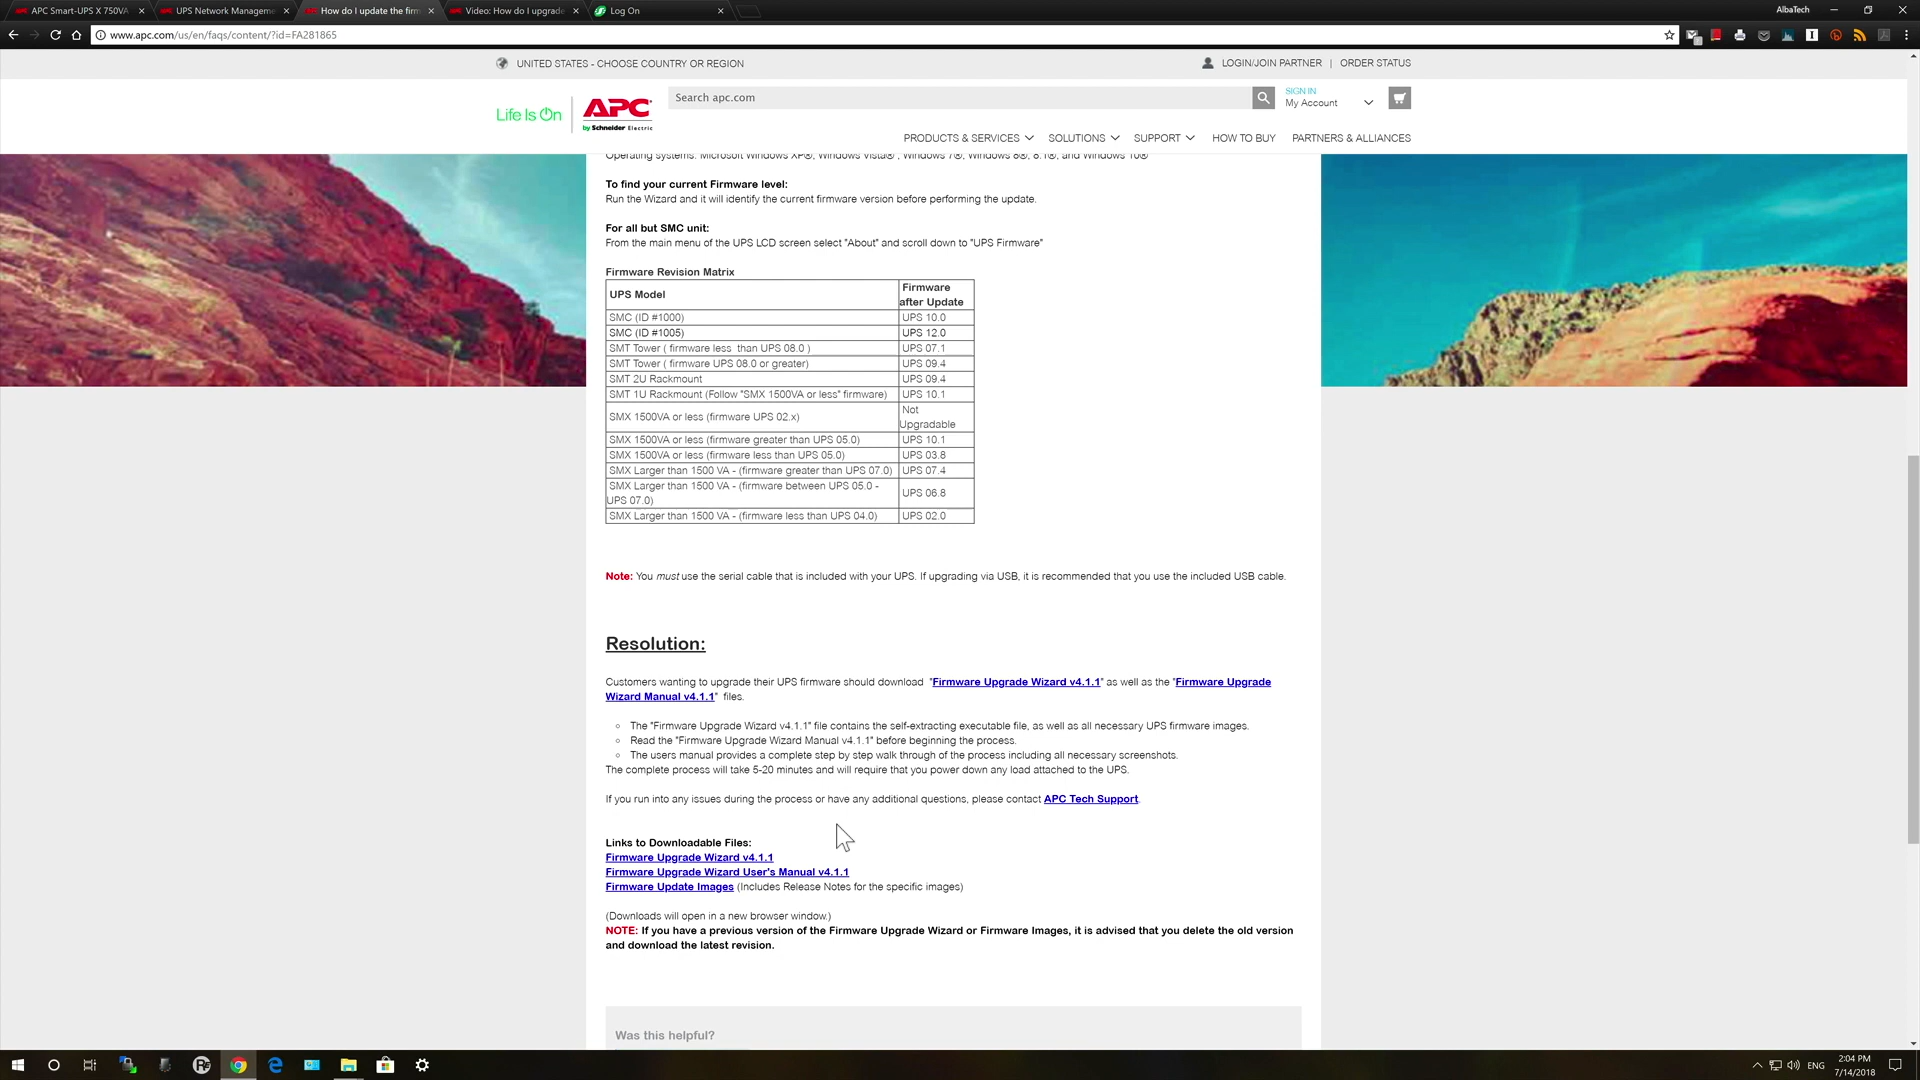 APC Smart-UPS X 750VA
UPS Network Manageme
How do I update the firm
Video: How do I upgrade
Log On
AlbaTech
www.apc.com/us/en/faqs/content/?id=FA281865
UNITED STATES - CHOOSE COUNTRY OR REGION
LOGIN/JOIN PARTNER | ORDER STATUS
Life Is On
APC
by Schneider Electric
Search apc.com
SIGN IN
My Account
PRODUCTS & SERVICES
SOLUTIONS
SUPPORT
HOW TO BUY
PARTNERS & ALLIANCES
Operating systems: Microsoft Windows XP®, Windows Vista® , Windows 7®, Windows 8®, 8.1®, and Windows 10®
To find your current Firmware level:
Run the Wizard and it will identify the current firmware version before performing the update.
For all but SMC unit:
From the main menu of the UPS LCD screen select "About" and scroll down to "UPS Firmware"
Firmware Revision Matrix
UPS Model
Firmware
after Update
SMC (ID #1000) UPS 10.0
SMC (ID #1005) UPS 12.0
SMT Tower ( firmware less than UPS 08.0 ) UPS 07.1
SMT Tower ( firmware UPS 08.0 or greater) UPS 09.4
SMT 2U Rackmount UPS 09.4
SMT 1U Rackmount (Follow "SMX 1500VA or less" firmware) UPS 10.1
SMX 1500VA or less (firmware UPS 02.x)
Not
Upgradable
SMX 1500VA or less (firmware greater than UPS 05.0) UPS 10.1
SMX 1500VA or less (firmware less than UPS 05.0) UPS 03.8
SMX Larger than 1500 VA - (firmware greater than UPS 07.0) UPS 07.4
SMX Larger than 1500 VA - (firmware between UPS 05.0 -
UPS 07.0)
UPS 06.8
SMX Larger than 1500 VA - (firmware less than UPS 04.0) UPS 02.0
Note: You must use the serial cable that is included with your UPS. If upgrading via USB, it is recommended that you use the included USB cable.
Resolution:
Customers wanting to upgrade their UPS firmware should download "Firmware Upgrade Wizard v4.1.1" as well as the "Firmware Upgrade
Wizard Manual v4.1.1" files.
The "Firmware Upgrade Wizard v4.1.1" file contains the self-extracting executable file, as well as all necessary UPS firmware images.
Read the "Firmware Upgrade Wizard Manual v4.1.1" before beginning the process.
The users manual provides a complete step by step walk through of the process including all necessary screenshots.
The complete process will take 5-20 minutes and will require that you power down any load attached to the UPS.
If you run into any issues during the process or have any additional questions, please contact APC Tech Support.
Links to Downloadable Files:
Firmware Upgrade Wizard v4.1.1
Firmware Upgrade Wizard User's Manual v4.1.1
Firmware Update Images (Includes Release Notes for the specific images)
(Downloads will open in a new browser window.)
NOTE: If you have a previous version of the Firmware Upgrade Wizard or Firmware Images, it is advised that you delete the old version
and download the latest revision.
Was this helpful?
ENG
2:04 PM
7/14/2018